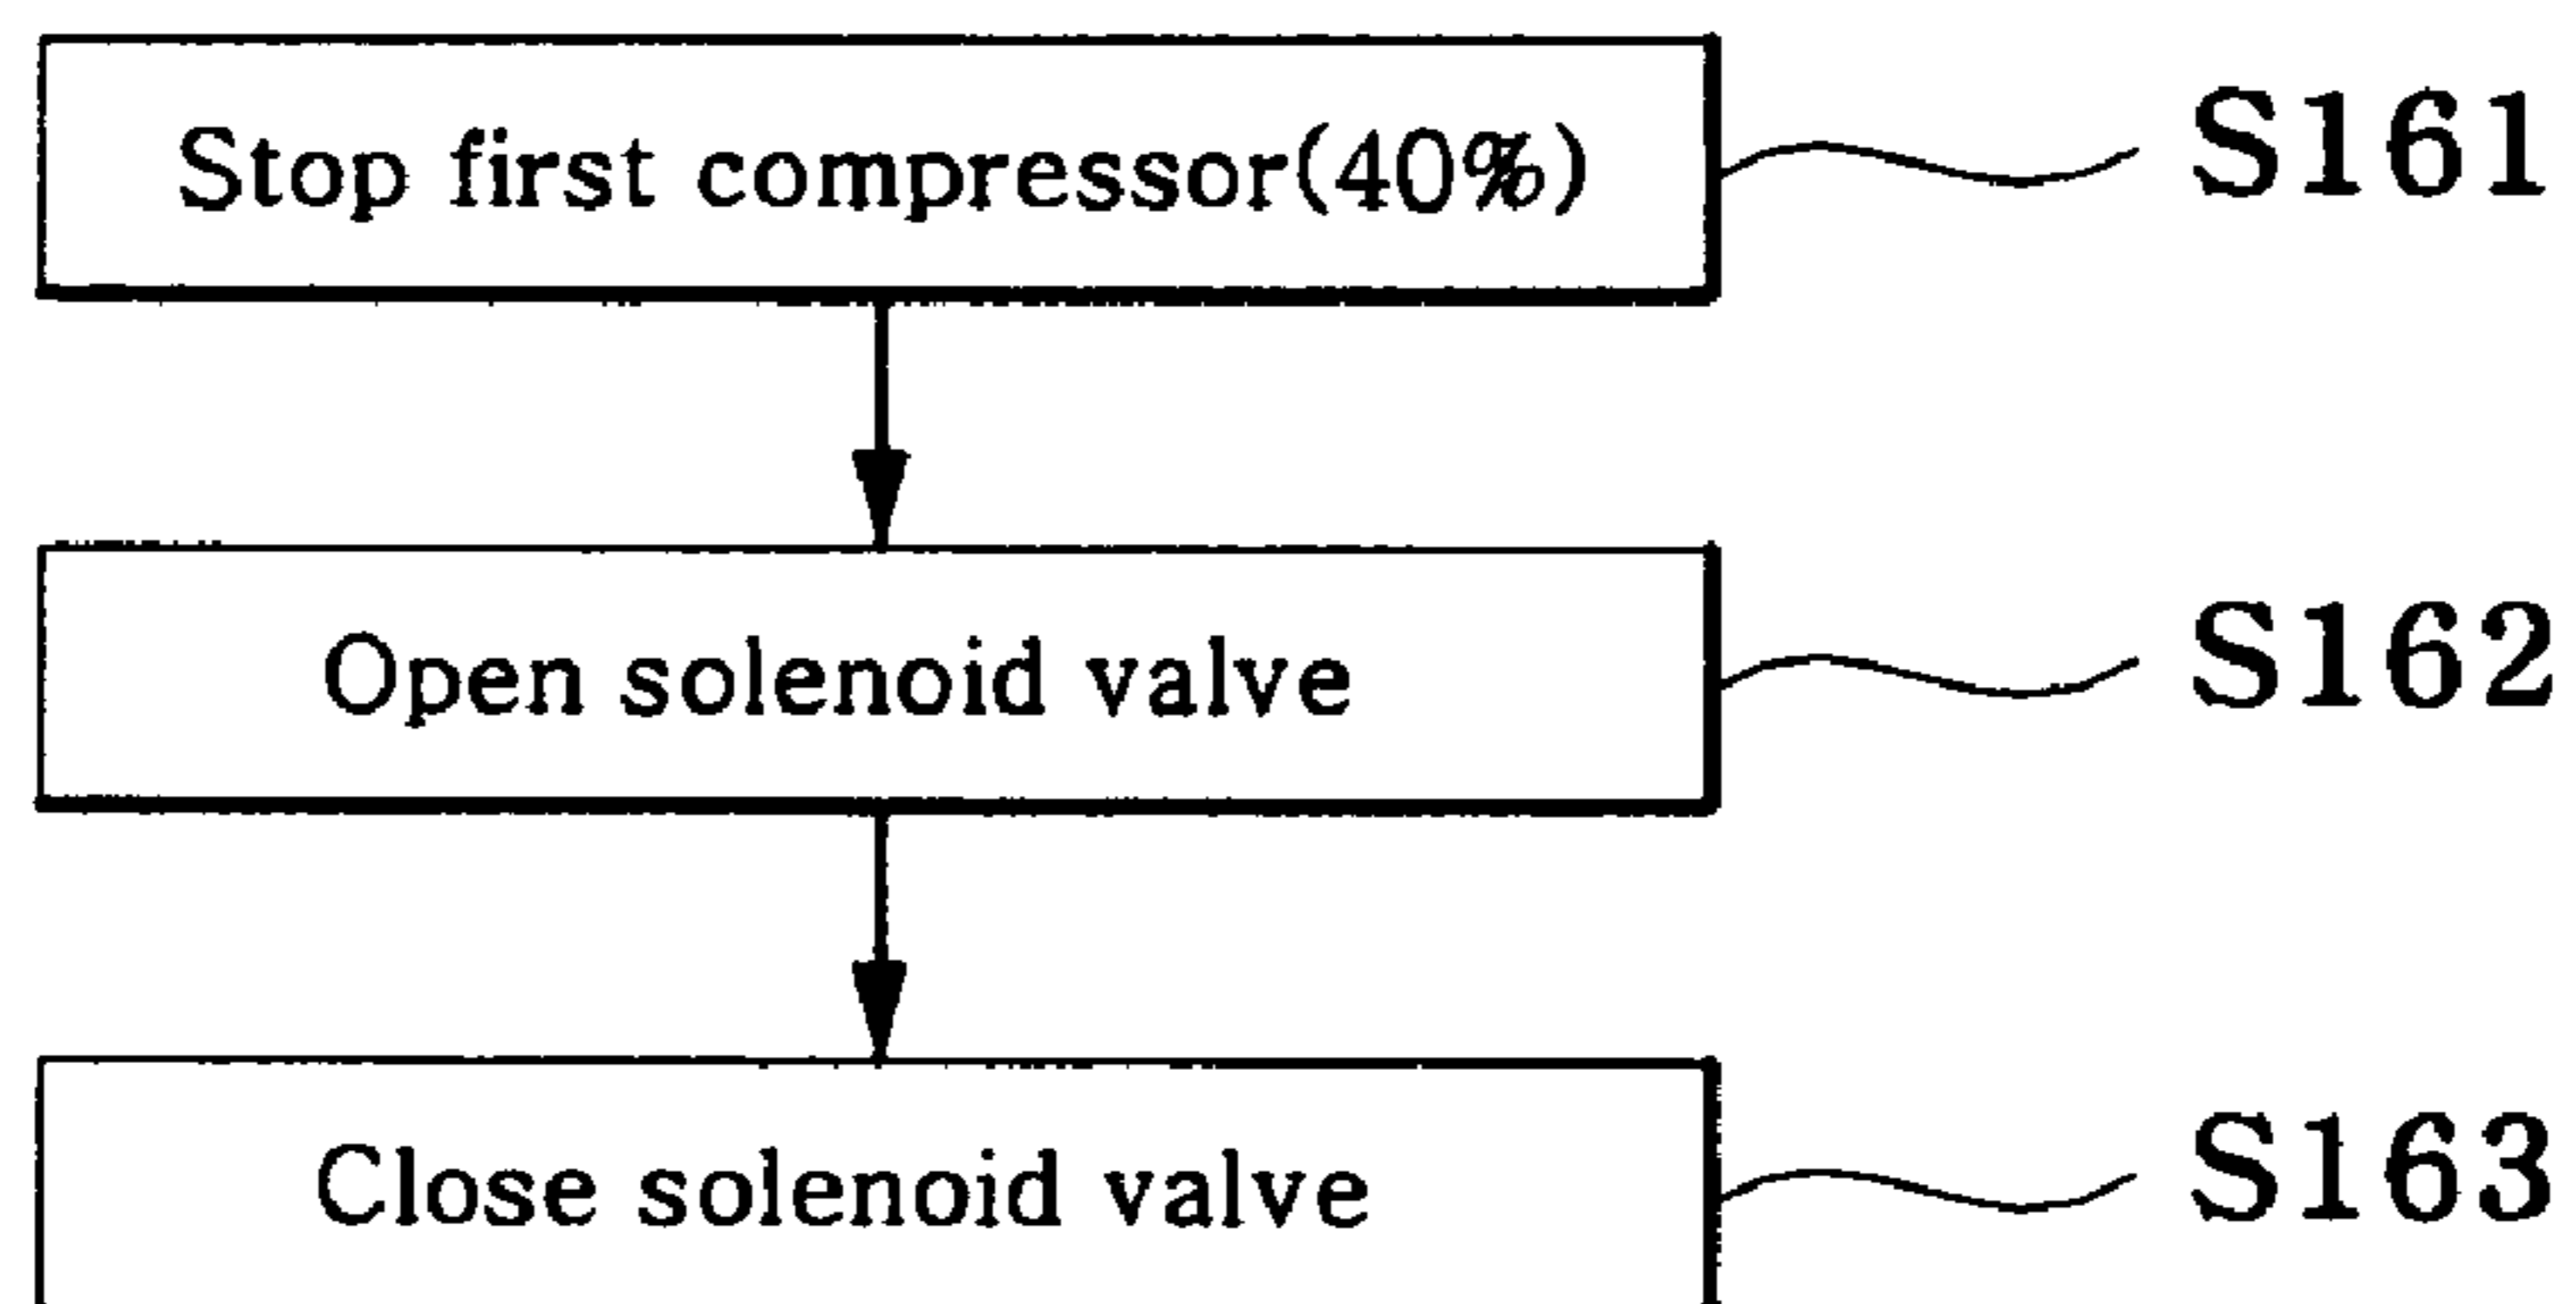 Stop first compressor(40%) S161
Open solenoid valve S162
Close solenoid valve S163